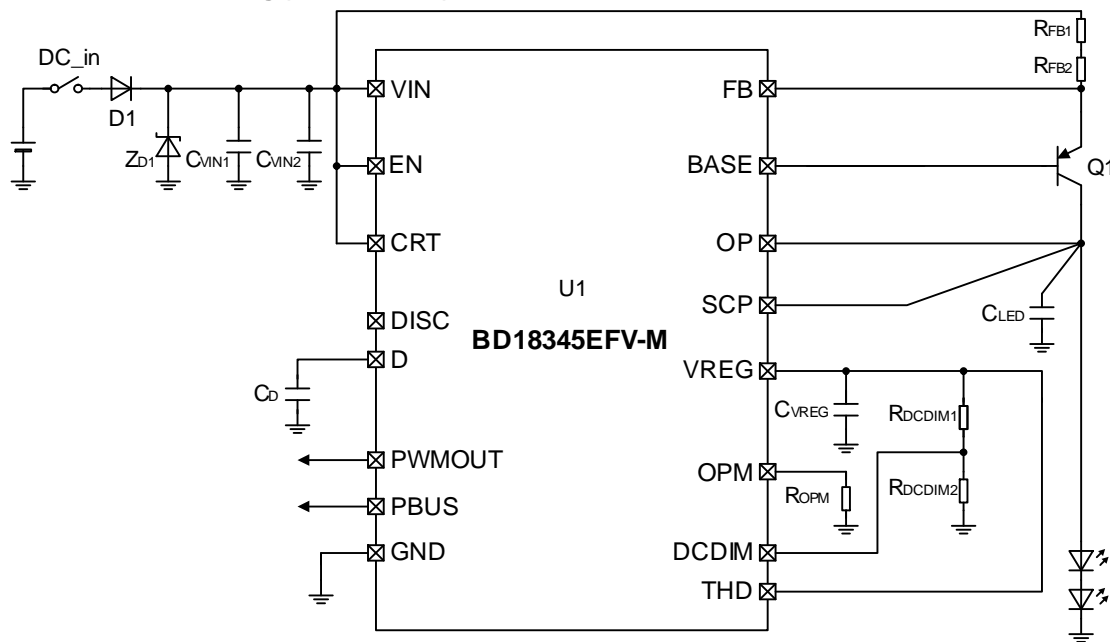 RFB1
DC_in
RFB2
VIN
FB
D1
ZD1
CVIN1
CVIN2
EN
BASE
Q1
CRT
OP
U1
SCP
CLED
DISC
BD18345EFV-M
D
VREG
CD
CVREG
RDCDIM1
PWMOUT
OPM
ROPM
RDCDIM2
PBUS
GND
DCDIM
THD